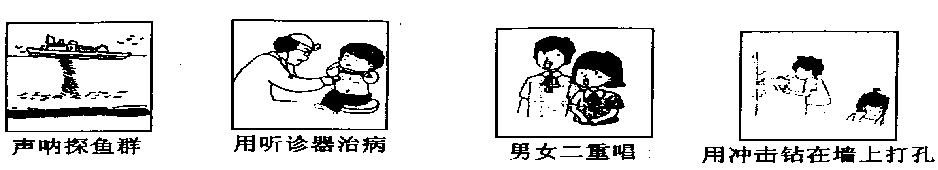 声呐探鱼群
用听诊器治病
男女二重唱
用冲击钻在墙上打孔